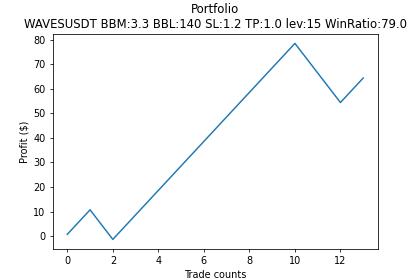 Portfolio
WAVESUSDT BBM:3.3 BBL:140 SL:1.2 TP:1.0 lev:15 WinRatio:79.0
80
70
60
50
40
30
20
10
0
Profit ($)
0 2 4 6 8 10 12
Trade counts